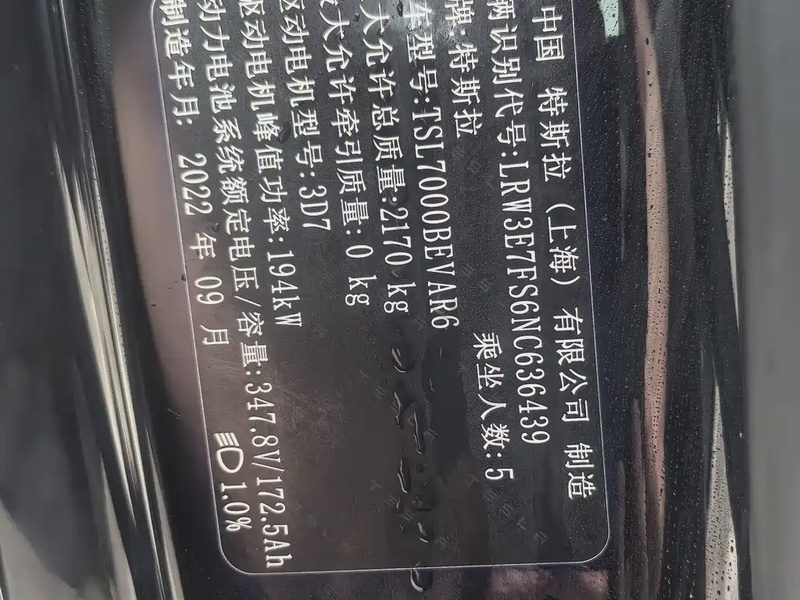 中国 特斯拉（上海）有限公司 制造
辆识别代号:LRW3E7FS6NC636439
牌:特斯拉 乘坐人数:5
车型号:TSL7000BEVAR6
大允许总质量:2170 kg
大允许牵引质量:0 kg
驱动电机型号:3D7
驱动电机峰值功率:194kW
动力电池系统额定电压/容量:347.8V/172.5Ah
制造年月: 2022 年 09 月 1.0%